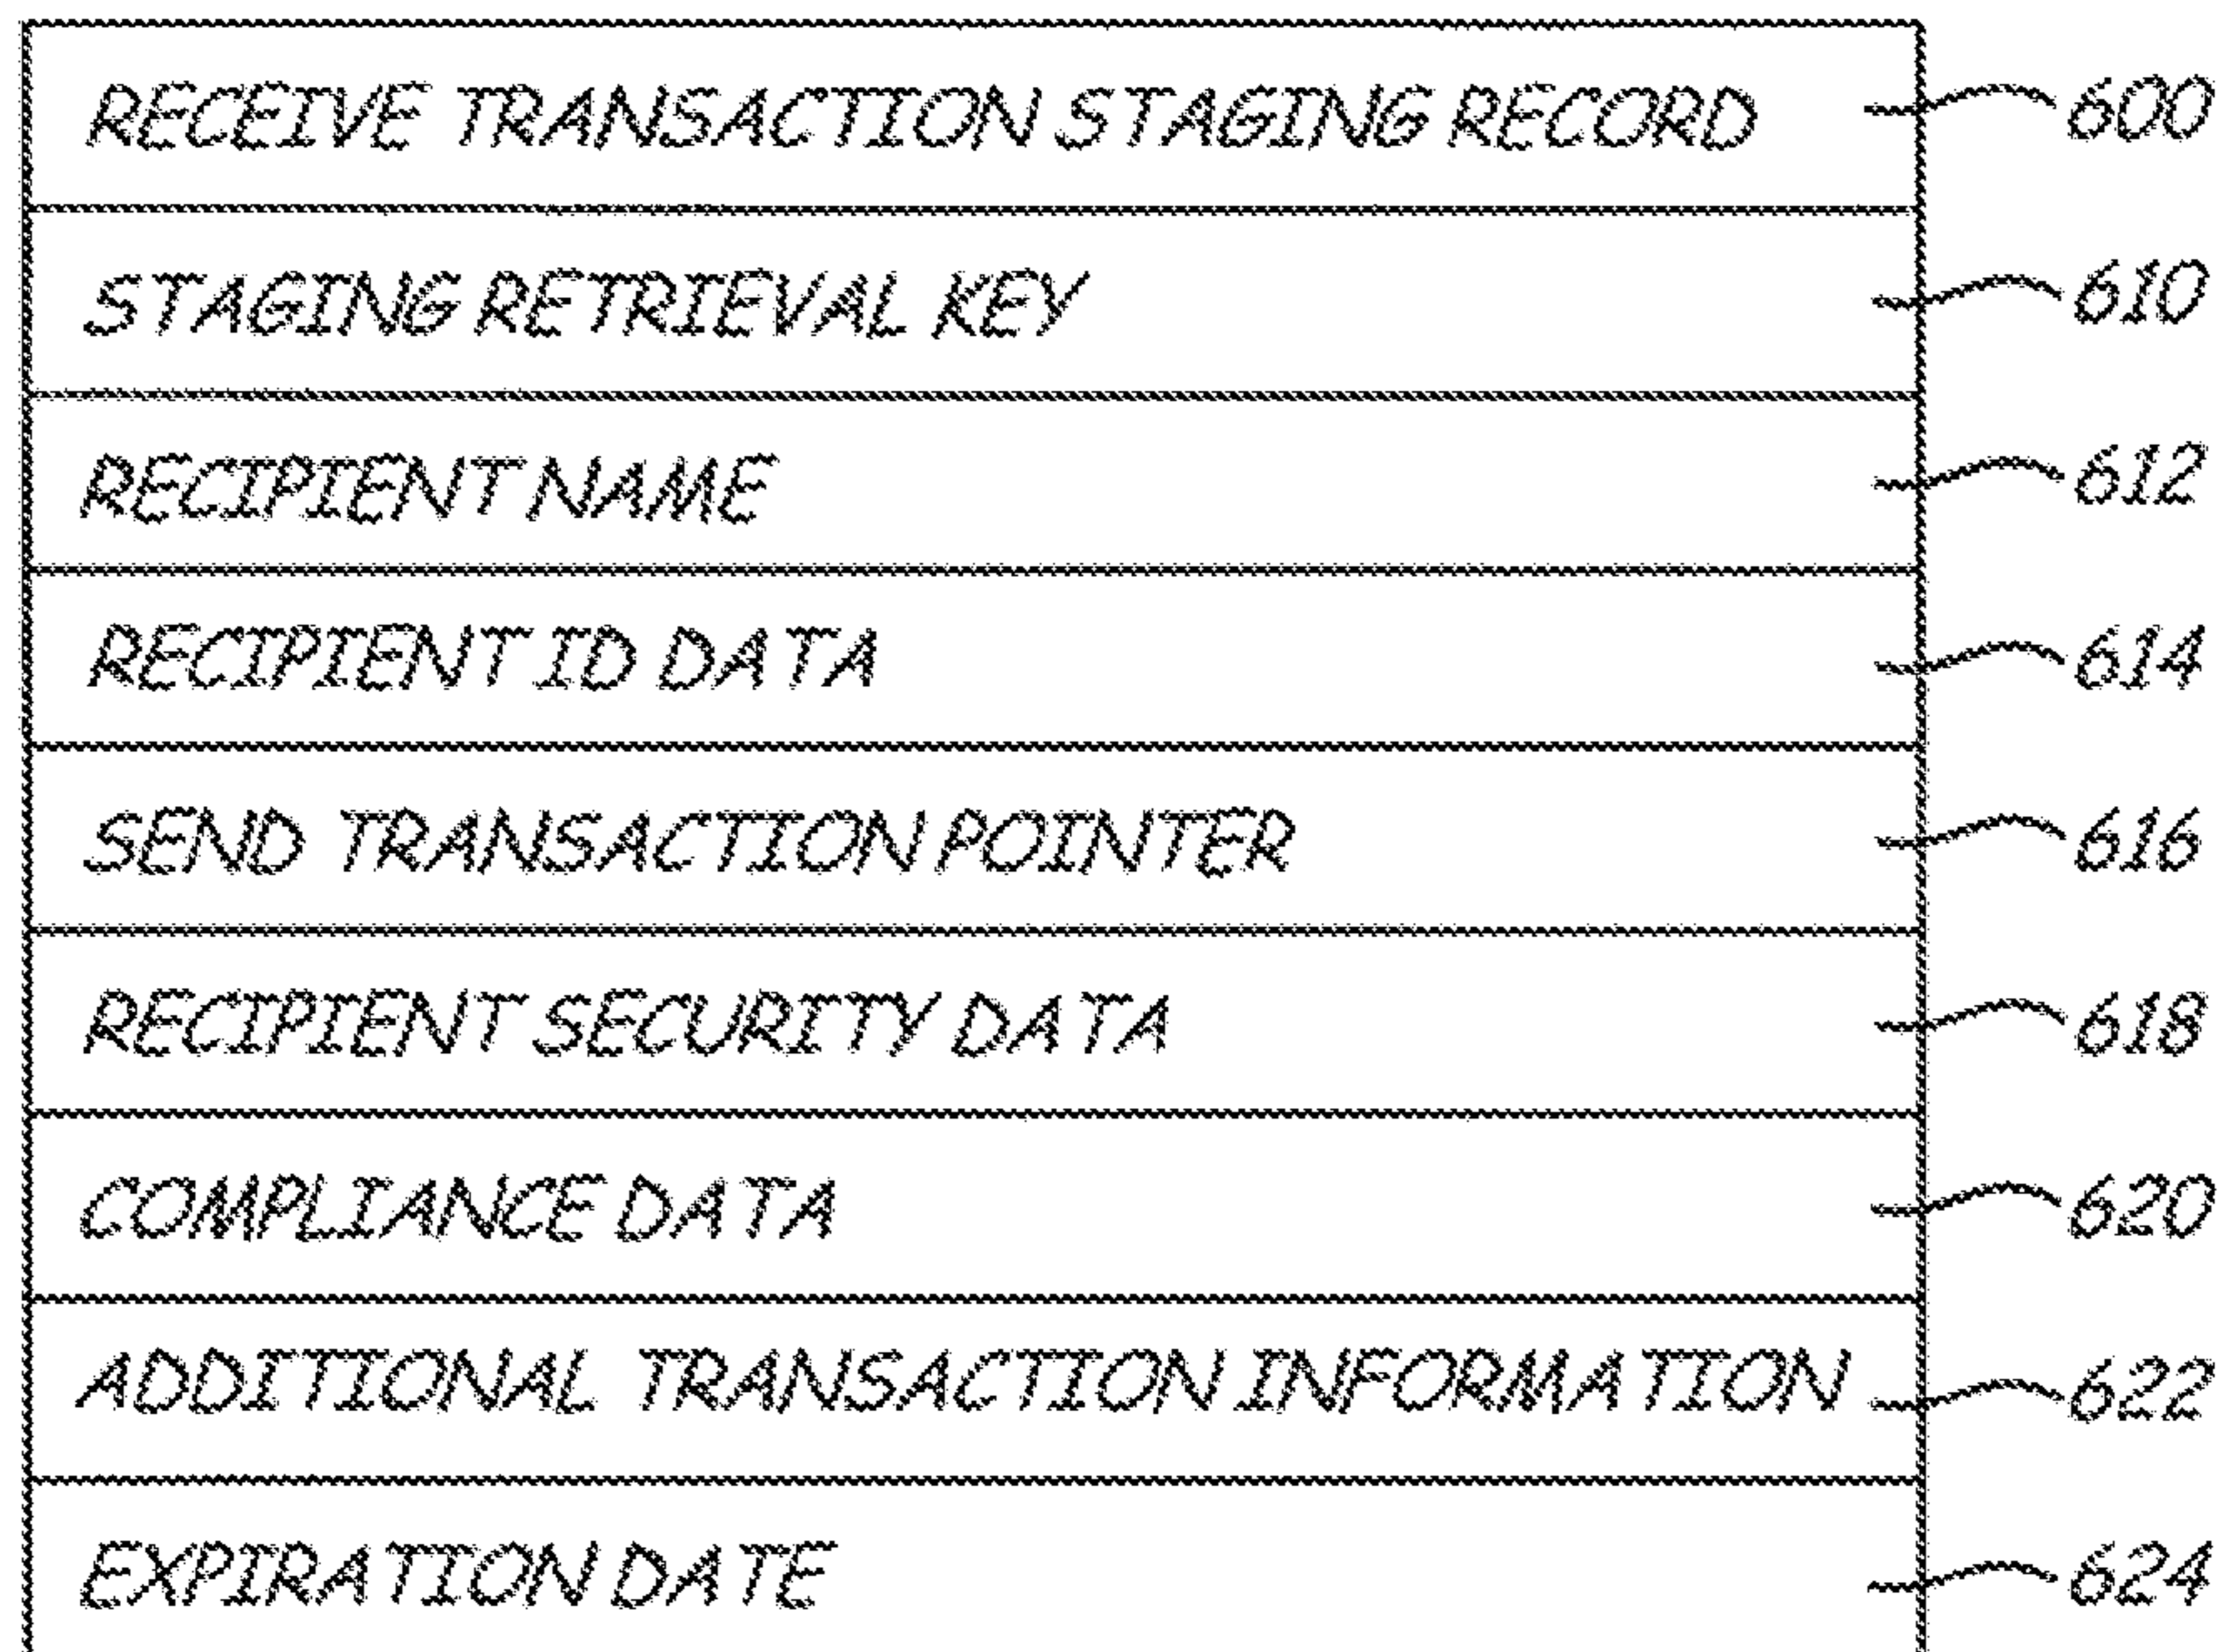 RECEIVE TRANSACTION STAGING RECORD 600
STAGING RETRIEVAL KEY 610
RECIPIENT NAME 612
RECIPIENT ID DATA 614
SEND TRANSACTION POINTER 616
RECIPIENT SECURITY DATA 618
COMPLIANCE DATA 620
ADDITIONAL TRANSACTION INFORMATION 622
EXPIRATION DATE 624